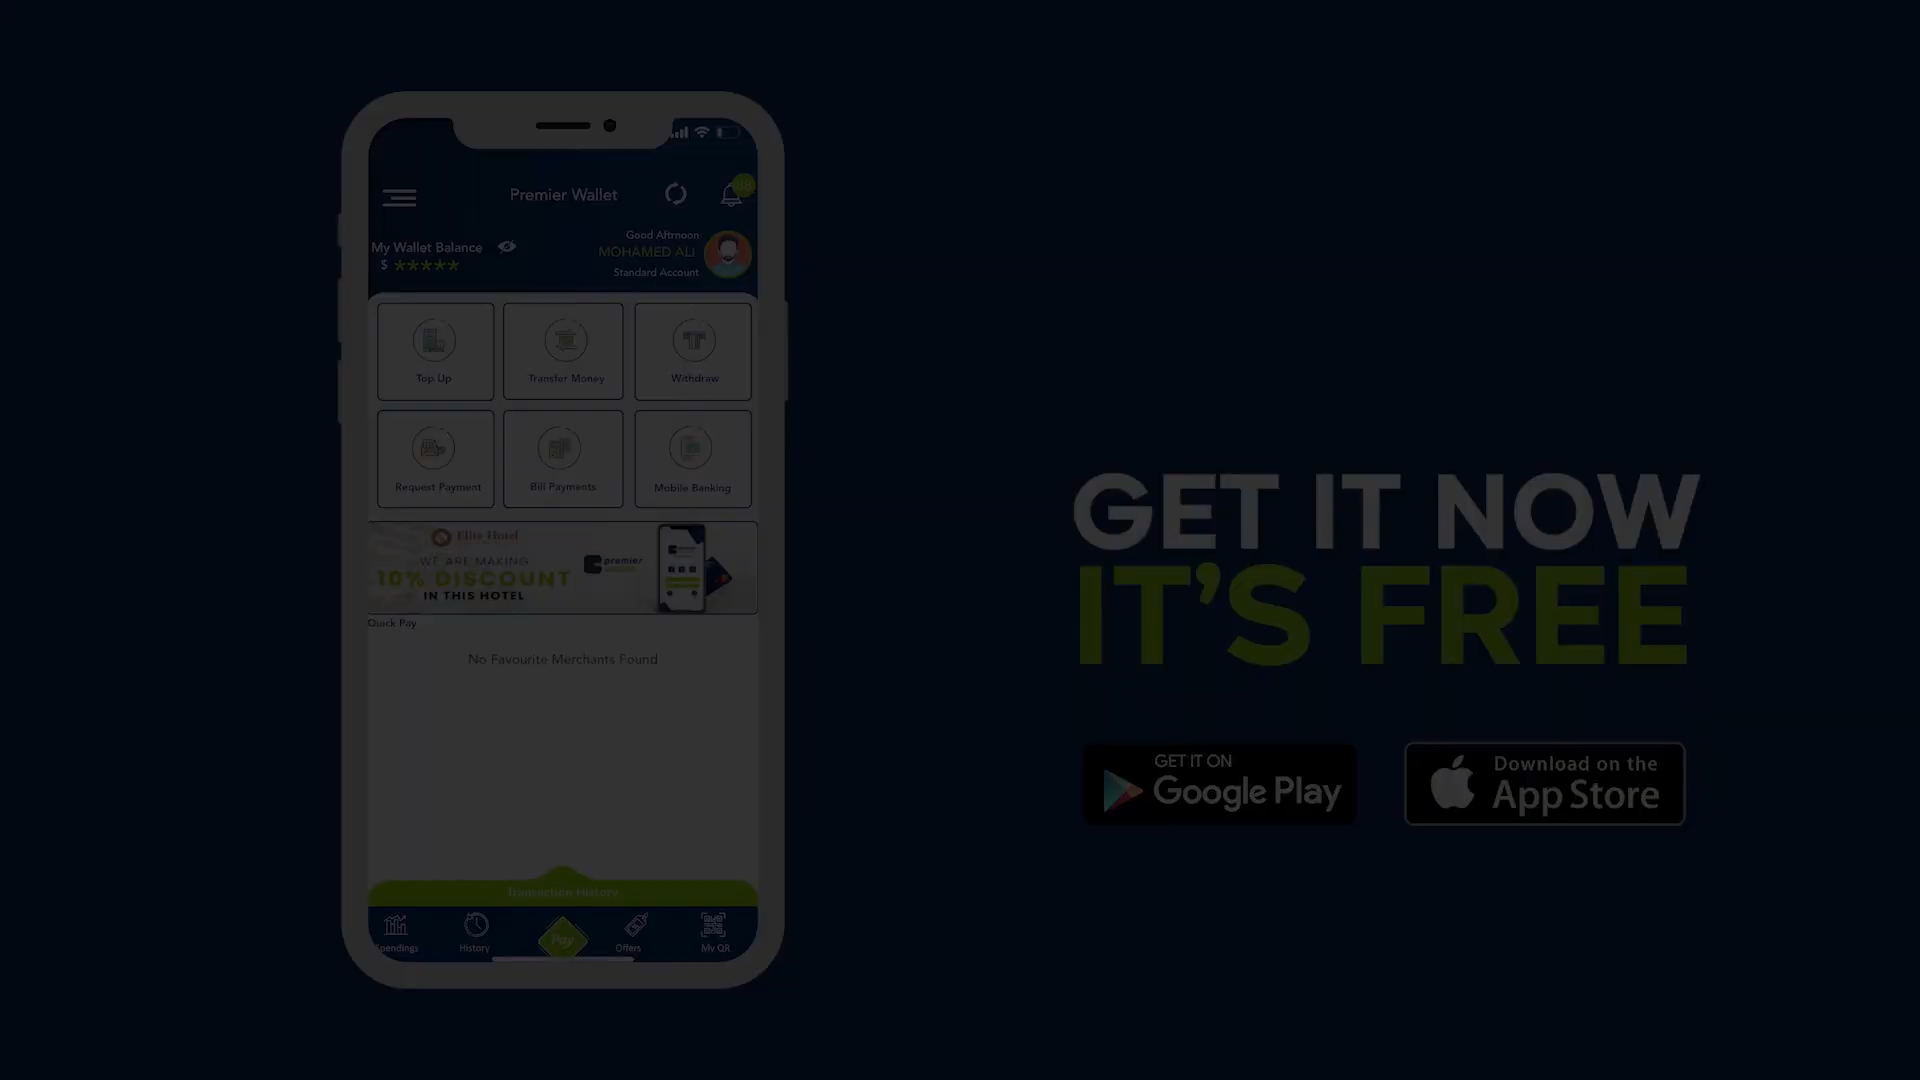 Premier Wallet
88
My Wallet Balance
$ *****
Good Aftrnoon
MOHAMED ALI
Standard Account
Top Up
Transfer Money
Withdraw
Request Payment
Bill Payments
Mobile Banking
Elite Hotel
WE ARE MAKING
10% DISCOUNT
IN THIS HOTEL
premier
Quick Pay
No Favourite Merchants Found
Transaction History
Spendings
History
Pay
Offers
My QR
GET IT NOW
IT'S FREE
GET IT ON
Google Play
Download on the
App Store